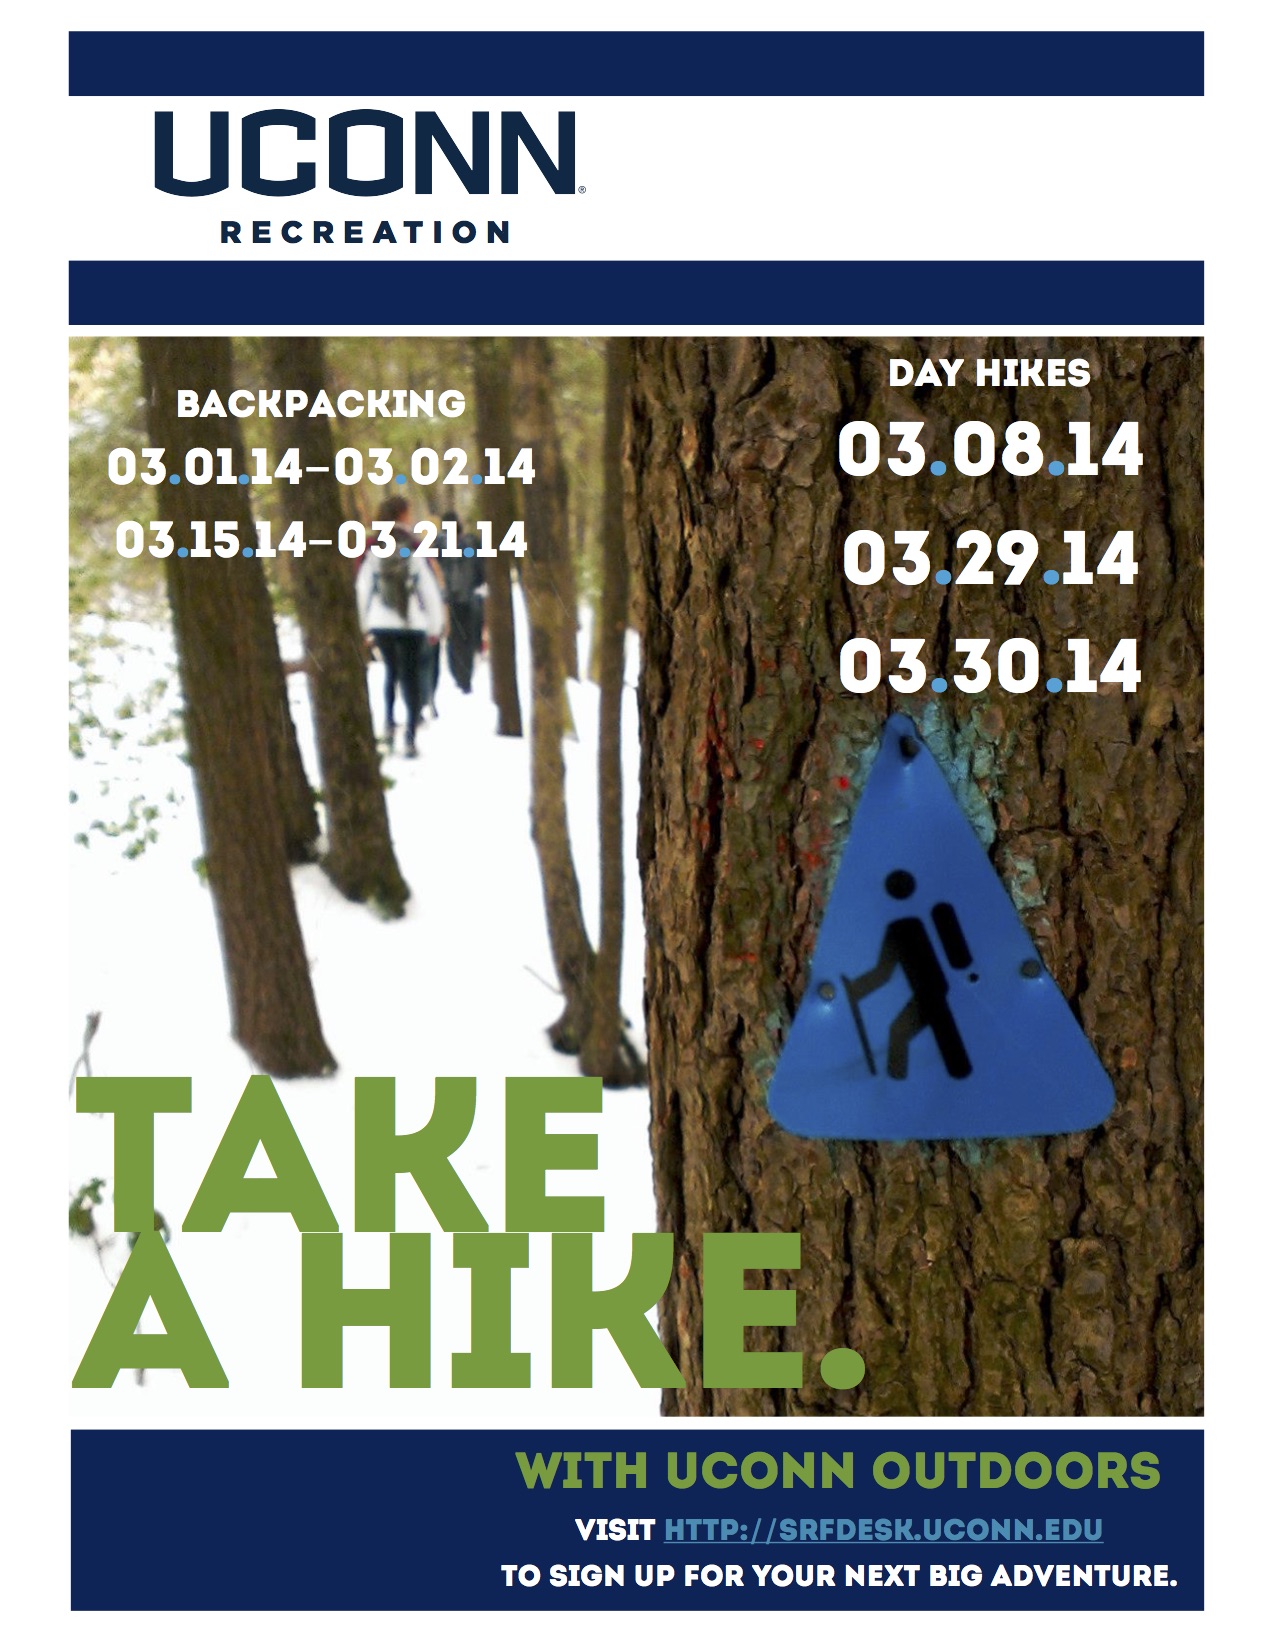 UCONN®
RECREATION
BACKPACKING
03.01.14–03.02.14
03.15.14–03.21.14
DAY HIKES
03.08.14
03.29.14
03.30.14
TAKE
A HIKE.
WITH UCONN OUTDOORS
VISIT HTTP://SRFDESK.UCONN.EDU
TO SIGN UP FOR YOUR NEXT BIG ADVENTURE.